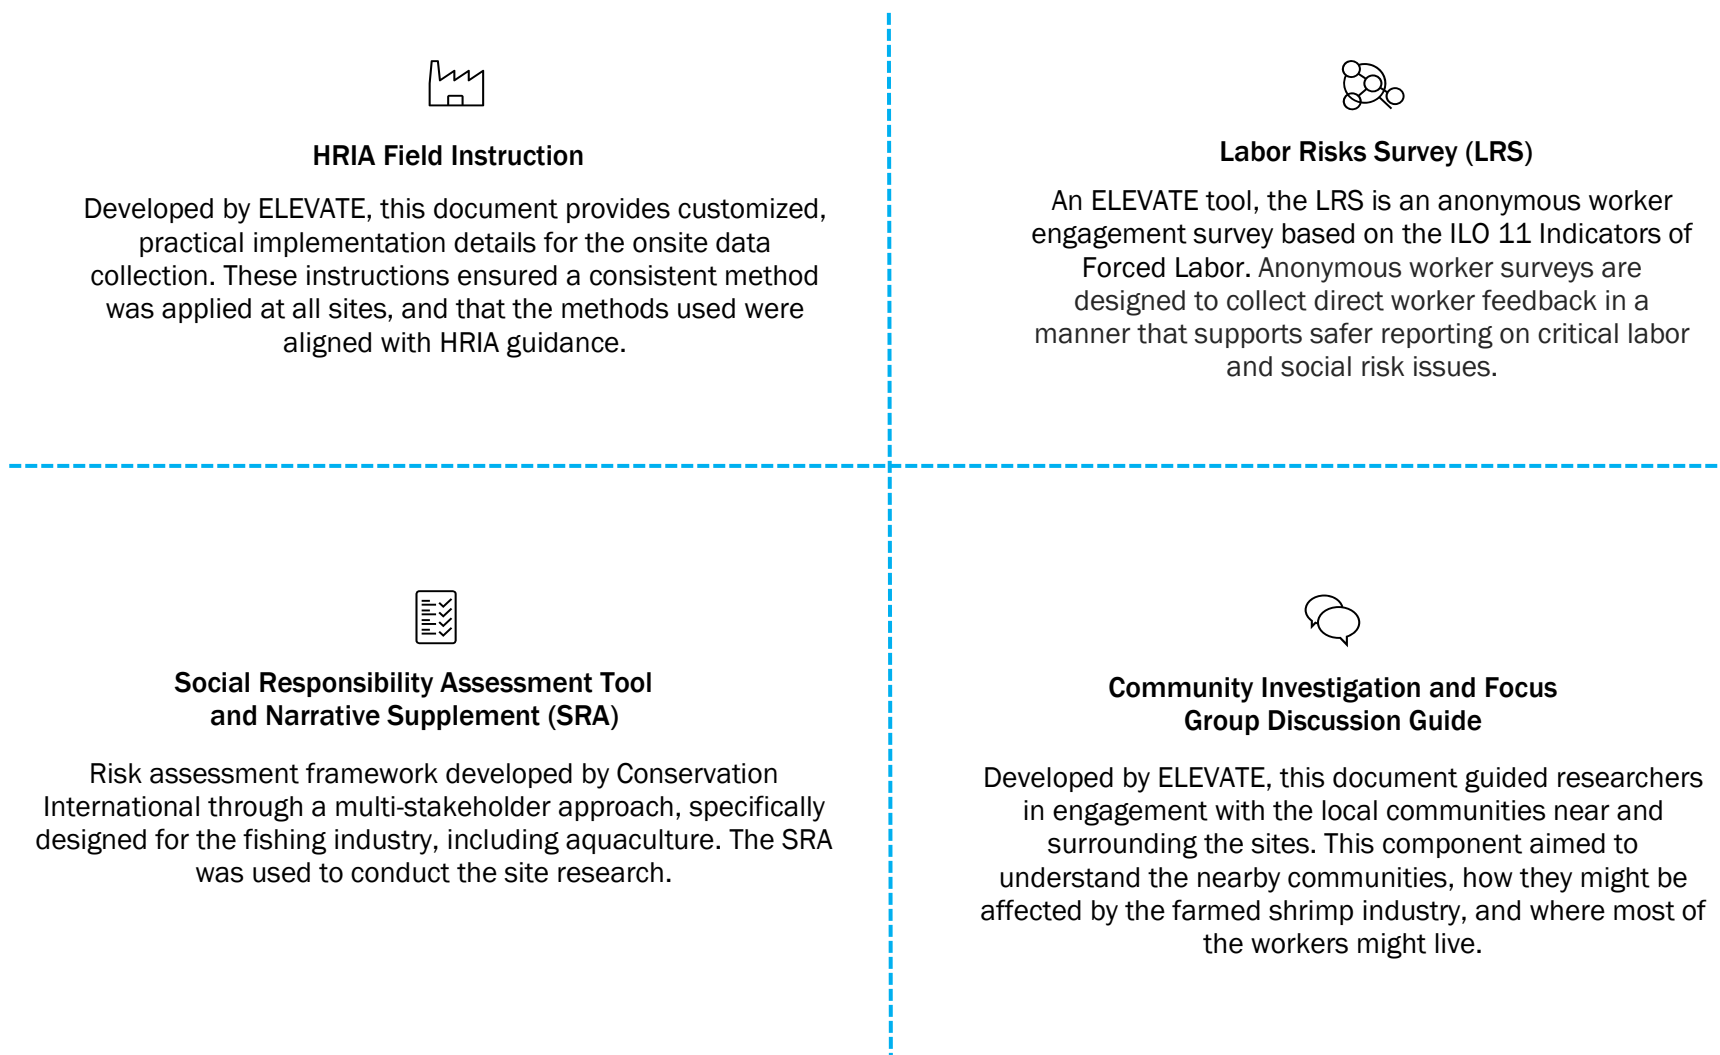 HRIA Field Instruction
Developed by ELEVATE, this document provides customized,
practical implementation details for the onsite data
collection. These instructions ensured a consistent method
was applied at all sites, and that the methods used were
aligned with HRIA guidance.
Labor Risks Survey (LRS)
An ELEVATE tool, the LRS is an anonymous worker
engagement survey based on the ILO 11 Indicators of
Forced Labor. Anonymous worker surveys are
designed to collect direct worker feedback in a
manner that supports safer reporting on critical labor
and social risk issues.
Social Responsibility Assessment Tool
and Narrative Supplement (SRA)
Risk assessment framework developed by Conservation
International through a multi-stakeholder approach, specifically
designed for the fishing industry, including aquaculture. The SRA
was used to conduct the site research.
Community Investigation and Focus
Group Discussion Guide
Developed by ELEVATE, this document guided researchers
in engagement with the local communities near and
surrounding the sites. This component aimed to
understand the nearby communities, how they might be
affected by the farmed shrimp industry, and where most of
the workers might live.